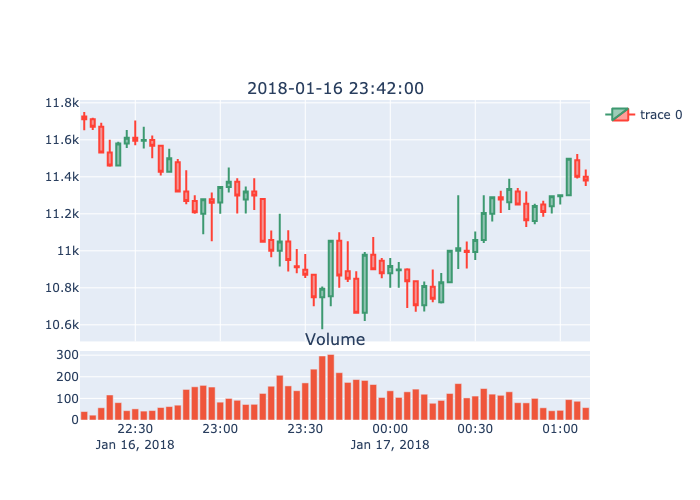 2018-01-16 23:42:00
trace 0
11.8k
11.6k
11.4k
11.2k
11k
10.8k
10.6k
Volume
300
200
100
0
22:30
23:00
23:30
00:00
00:30
01:00
Jan 16, 2018
Jan 17, 2018